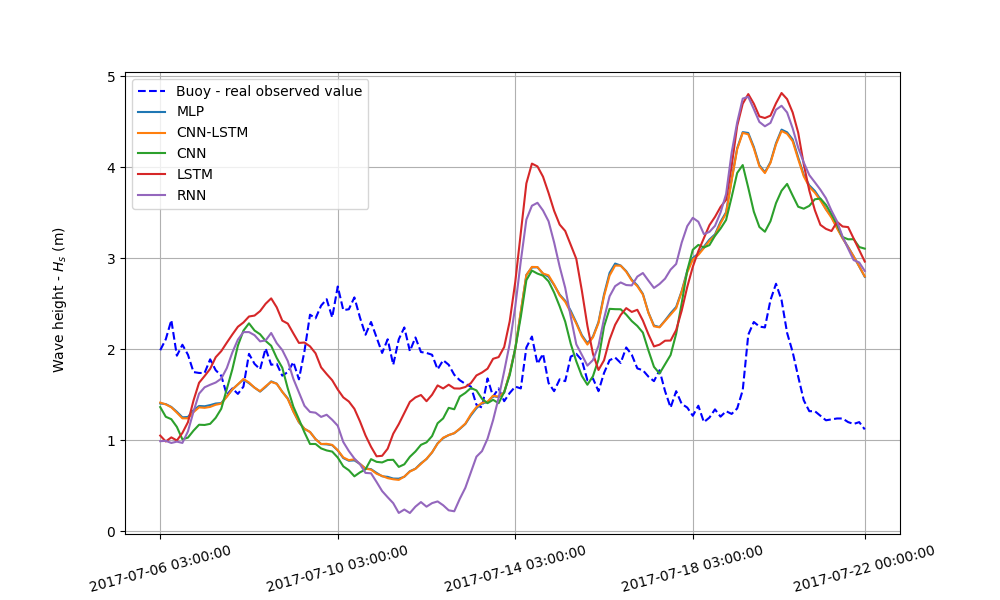 5
4
3
2
1
0
Wave height - Hs (m)
Buoy - real observed value
MLP
CNN-LSTM
CNN
LSTM
RNN
2017-07-06 03:00:00
2017-07-10 03:00:00
2017-07-14 03:00:00
2017-07-18 03:00:00
2017-07-22 00:00:00